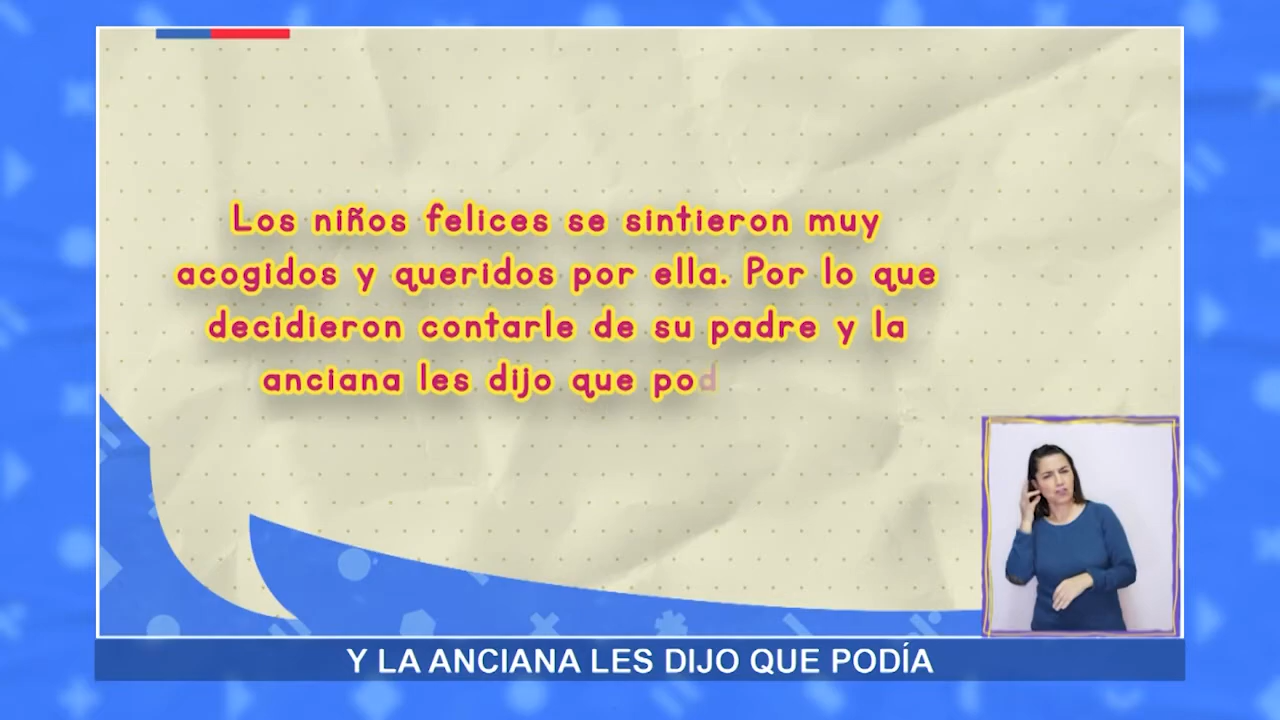 Los niños felices se sintieron muy
acogidos y queridos por ella. Por lo que
decidieron contarle de su padre y la
anciana les dijo que pod
Y LA ANCIANA LES DIJO QUE PODÍA